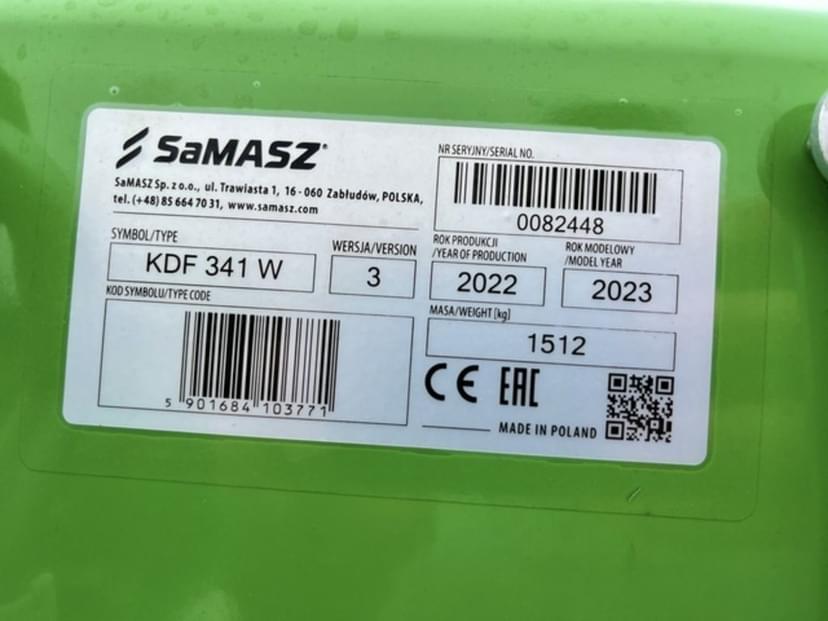 SaMASZ
SaMASZ Sp. z o.o., ul. Trawiasta 1, 16-060 Zabłudów, POLSKA,
tel. (+48) 85 664 70 31, www.samasz.com
NR SERYJNY/SERIAL NO.
0082448
SYMBOL/TYPE
KDF 341 W
WERSJA/VERSION
3
ROK PRODUKCJI
/YEAR OF PRODUCTION
2022
ROK MODELOWY
/MODEL YEAR
2023
KOD SYMBOLU/TYPE CODE
5 901684 103771
MASA/WEIGHT [kg]
1512
CE EAC
MADE IN POLAND